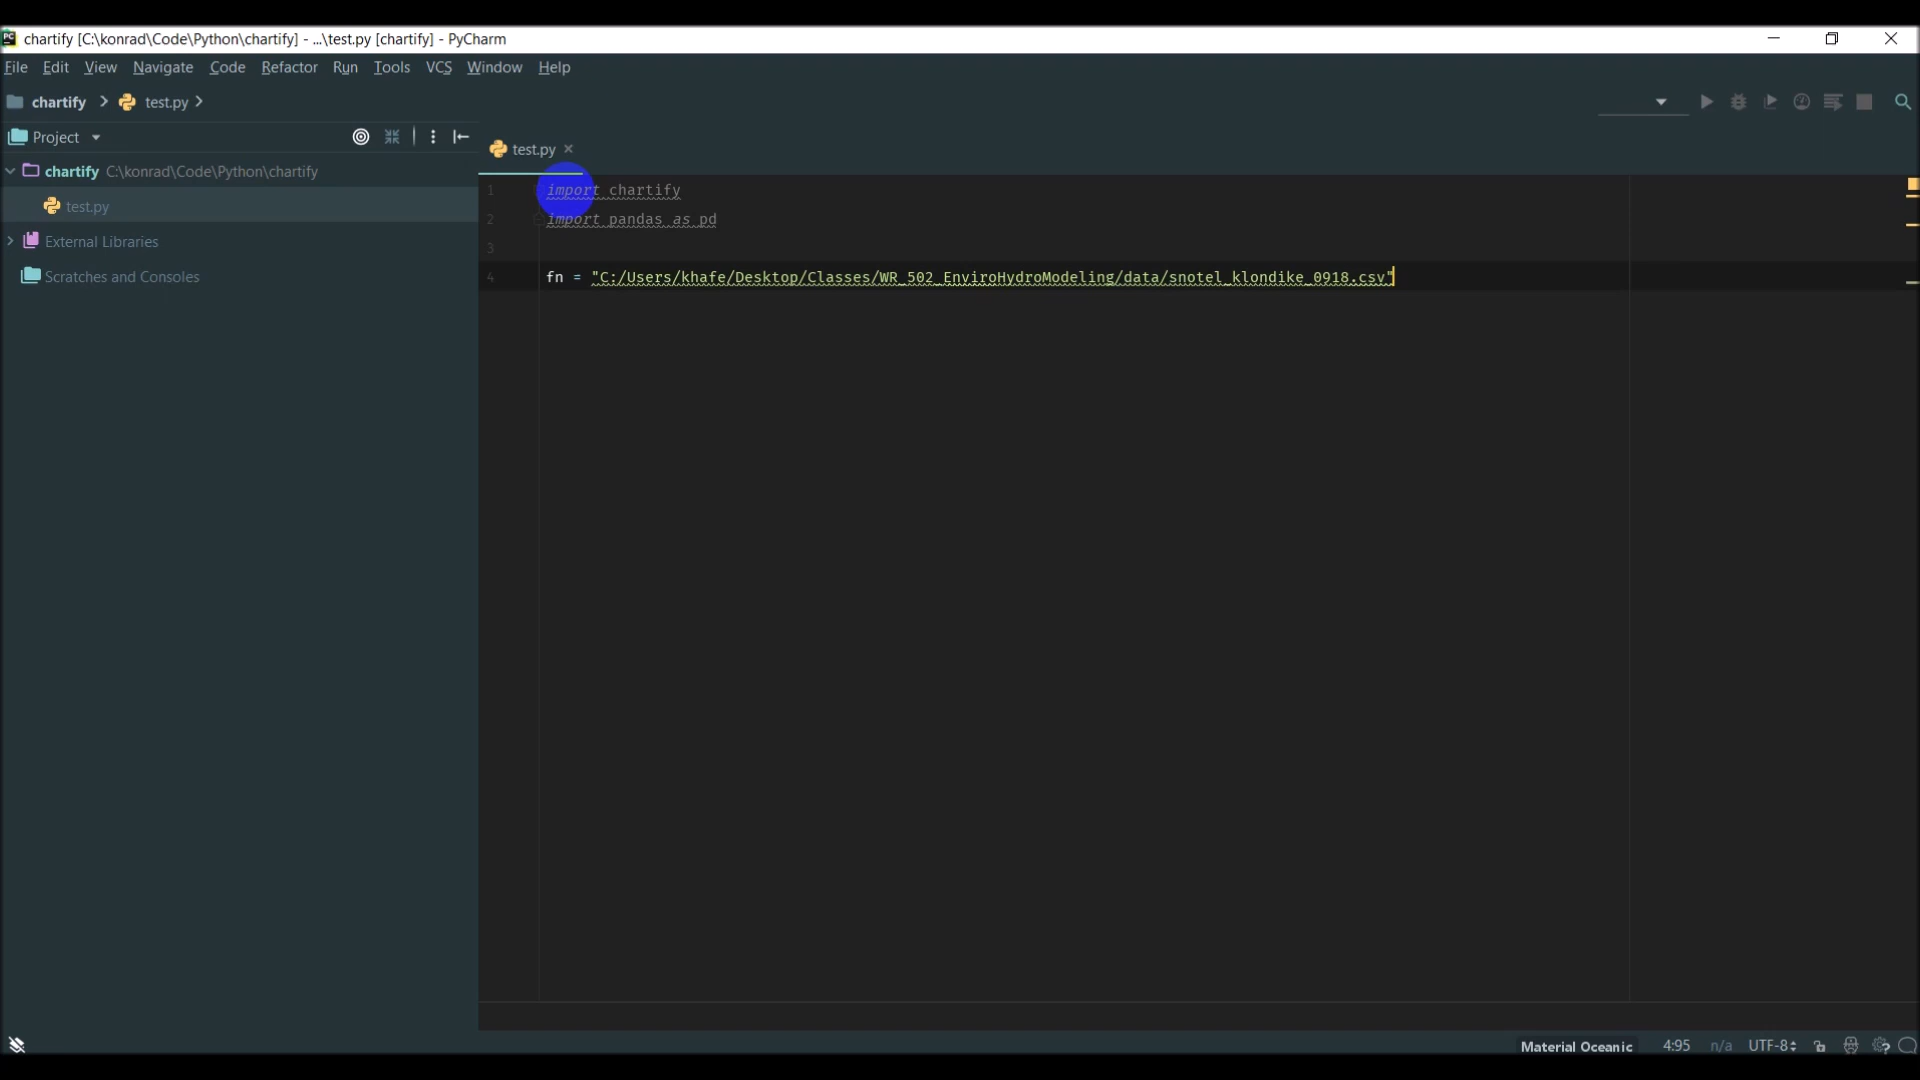 PC chartify [C:\konrad\Code\Python\chartify] - ...\test.py [chartify] - PyCharm
File Edit View Navigate Code Refactor Run Tools VCS Window Help
chartify test.py
Project
test.py
chartify C:\konrad\Code\Python\chartify
test.py
External Libraries
Scratches and Consoles
1 import chartify
2 import pandas as pd
3
4 fn = "C:/Users/khafe/Desktop/Classes/WR_502_EnviroHydroModeling/data/snotel_klondike_0918.csv"
Material Oceanic 4:95 n/a UTF-8